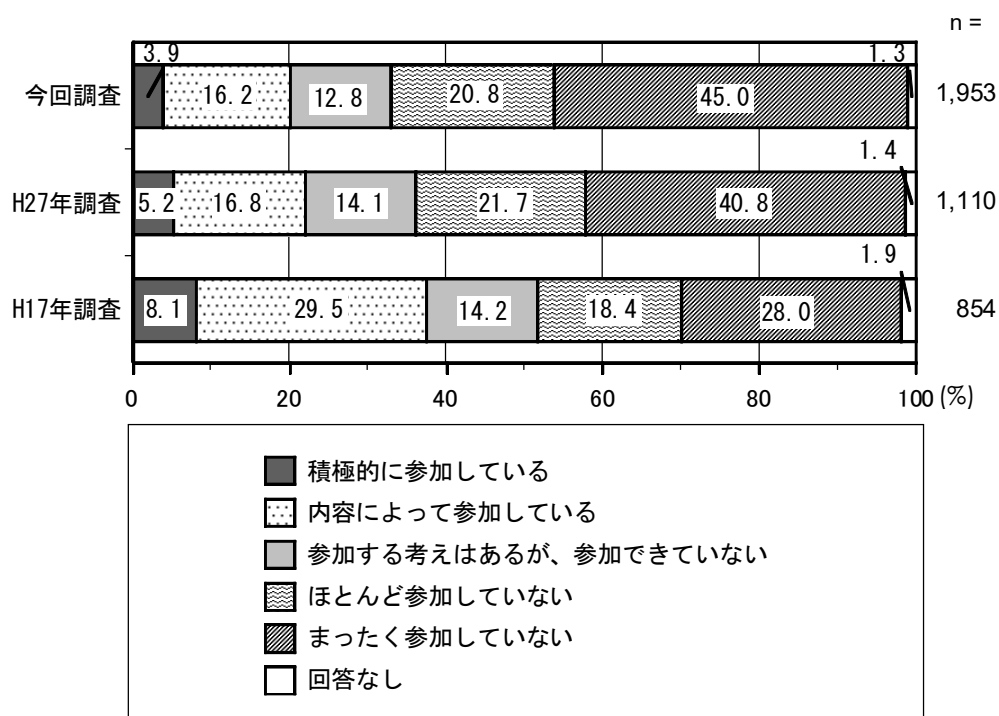 n =
3.9
1.3
今回調査
16.2
12.8
20.8
45.0
1,953
1.4
H27年調査
5.2
16.8
14.1
21.7
40.8
1,110
1.9
H17年調査
8.1
29.5
14.2
18.4
28.0
854
0
20
40
60
80
100 (%)
積極的に参加している
内容によって参加している
参加する考えはあるが、参加できていない
ほとんど参加していない
まったく参加していない
回答なし